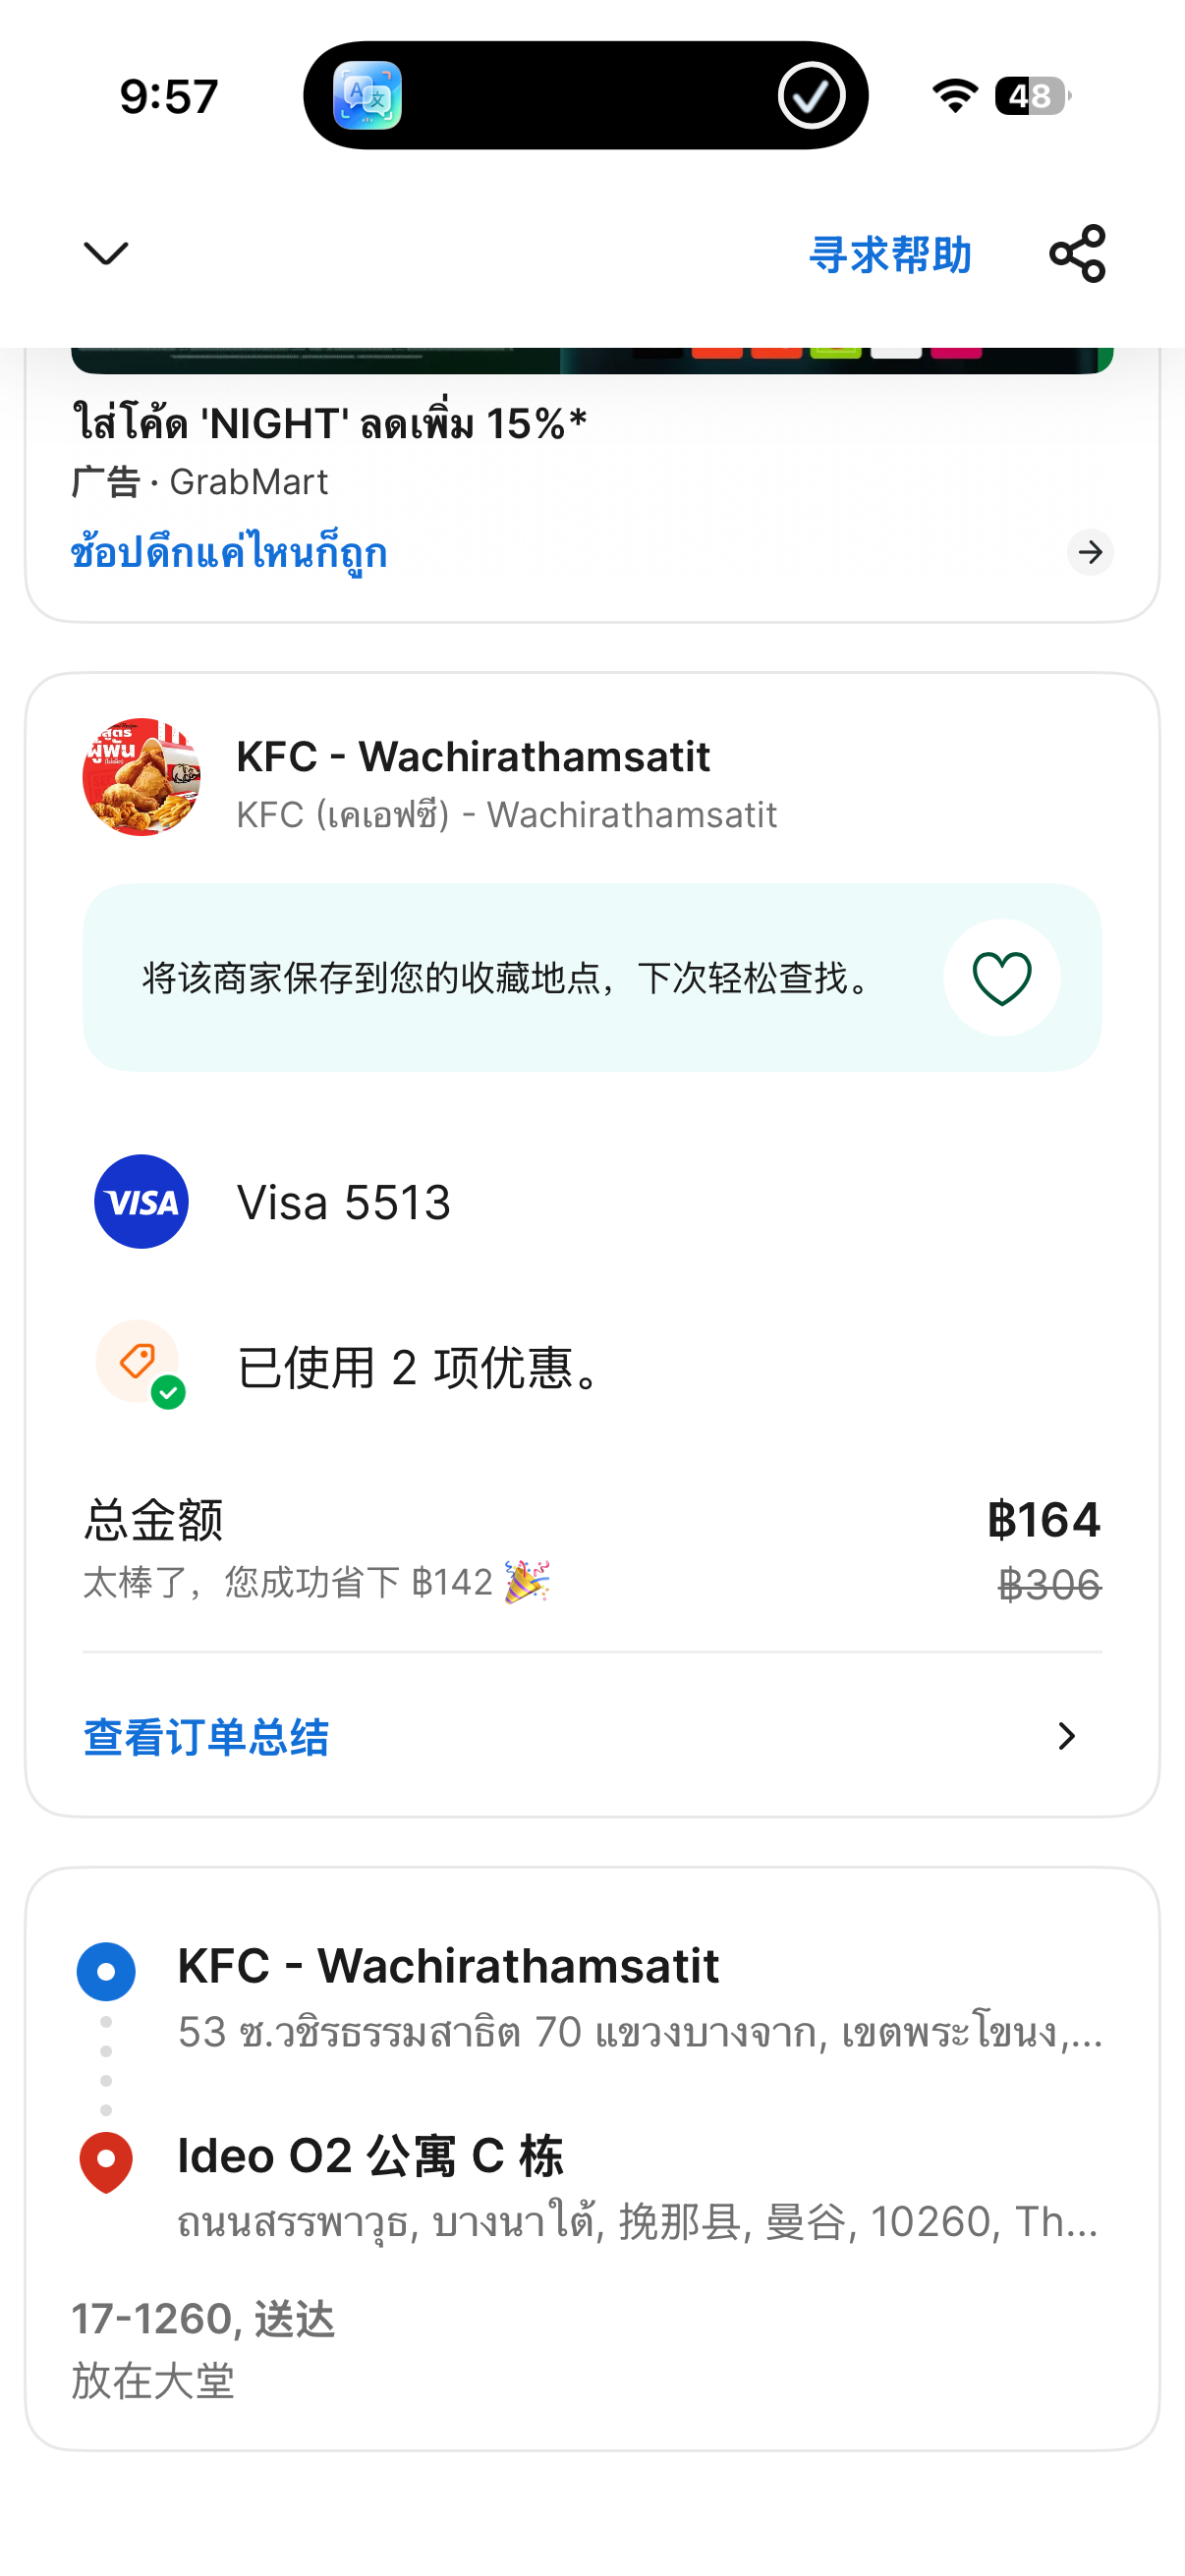 9:57
48
寻求帮助
ใส่โค้ด 'NIGHT' ลดเพิ่ม 15%*
广告 · GrabMart
ช้อปดึกแค่ไหนก็ถูก
สูตร
ผู้พัน
KFC - Wachirathamsatit
KFC (เคเอฟซี) - Wachirathamsatit
将该商家保存到您的收藏地点，下次轻松查找。
VISA
Visa 5513
已使用 2 项优惠。
总金额
฿164
太棒了，您成功省下 ฿142 🎉
฿306
查看订单总结
KFC - Wachirathamsatit
53 ซ.วชิรธรรมสาธิต 70 แขวงบางจาก, เขตพระโขนง,...
Ideo O2 公寓 C 栋
ถนนสรรพาวุธ, บางนาใต้, 挽那县, 曼谷, 10260, Th...
17-1260, 送达
放在大堂